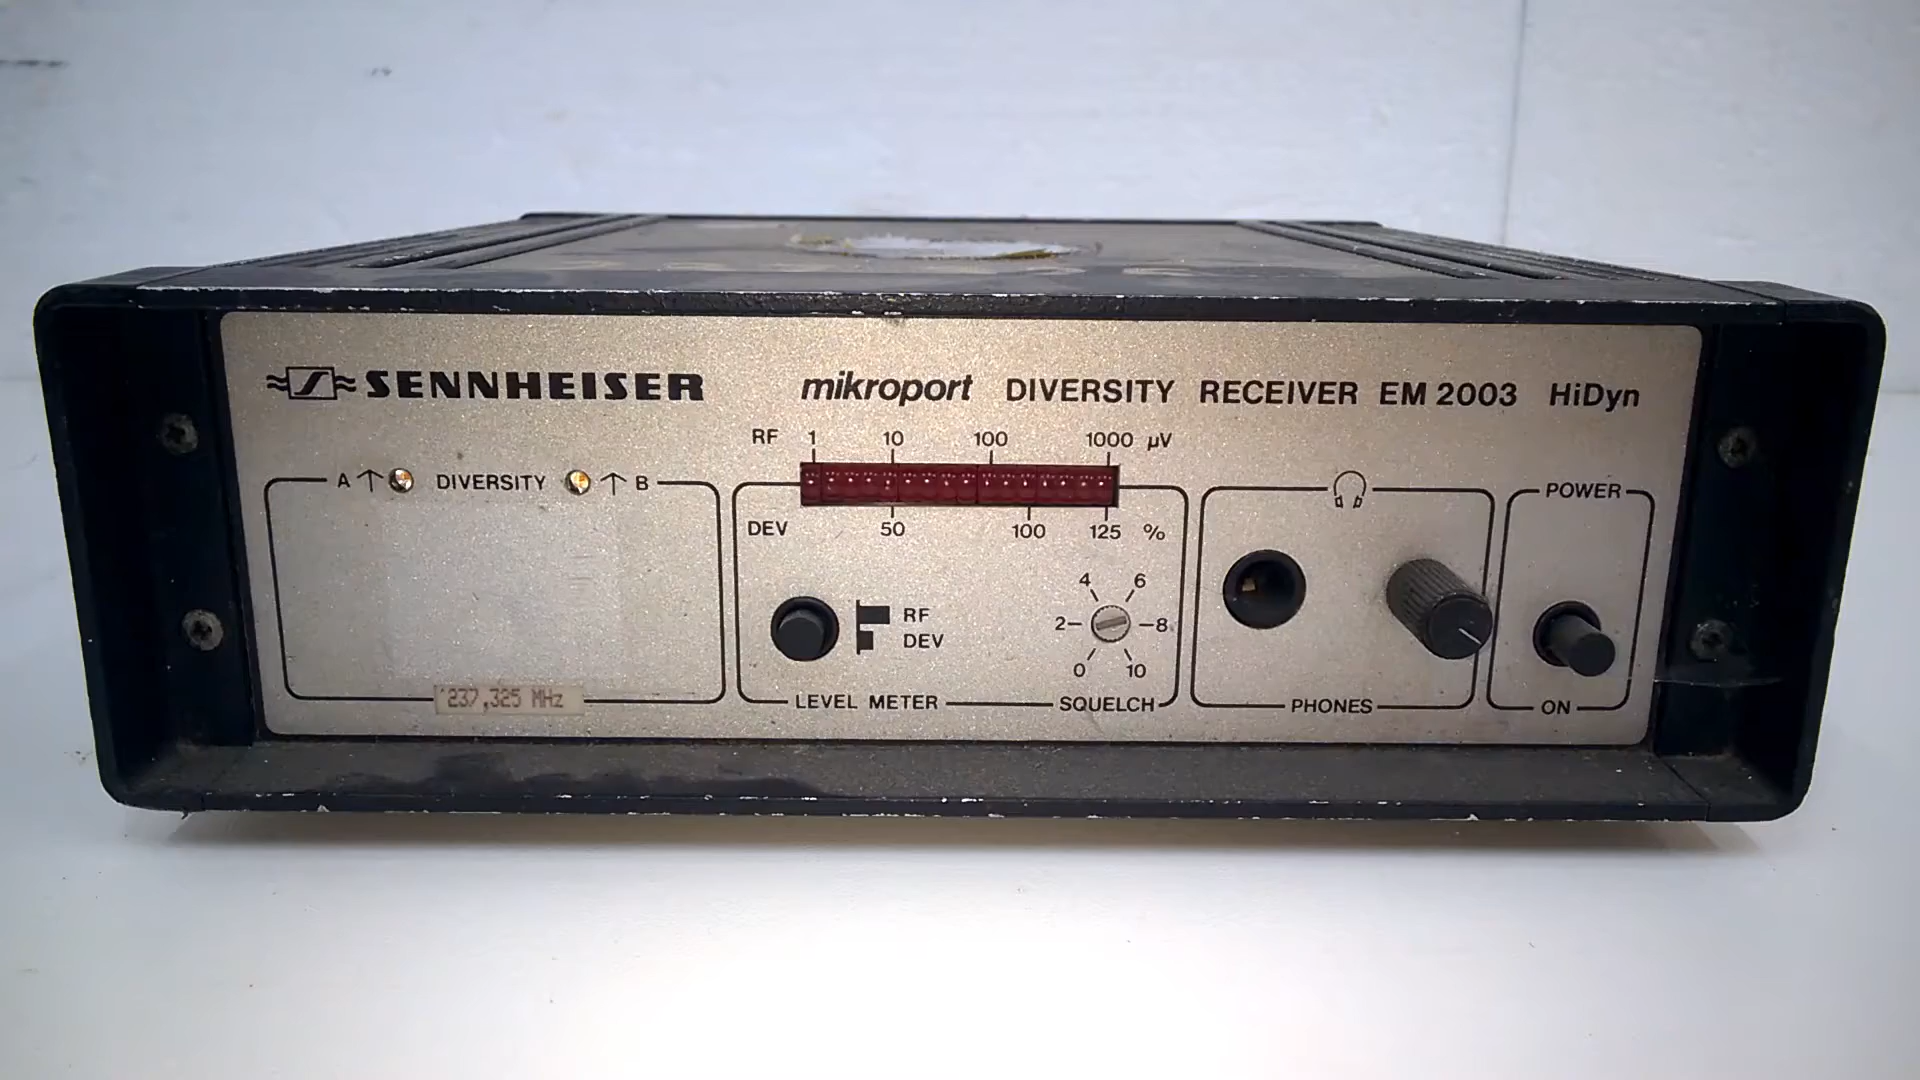 SENNHEISER mikroport DIVERSITY RECEIVER EM 2003 HiDyn
RF 1 10 100 1000 µV
A DIVERSITY B
POWER
DEV 50 100 125 %
4 6
2 8
0 10
RF
DEV
237,325 MHz
LEVEL METER
SQUELCH
PHONES
ON